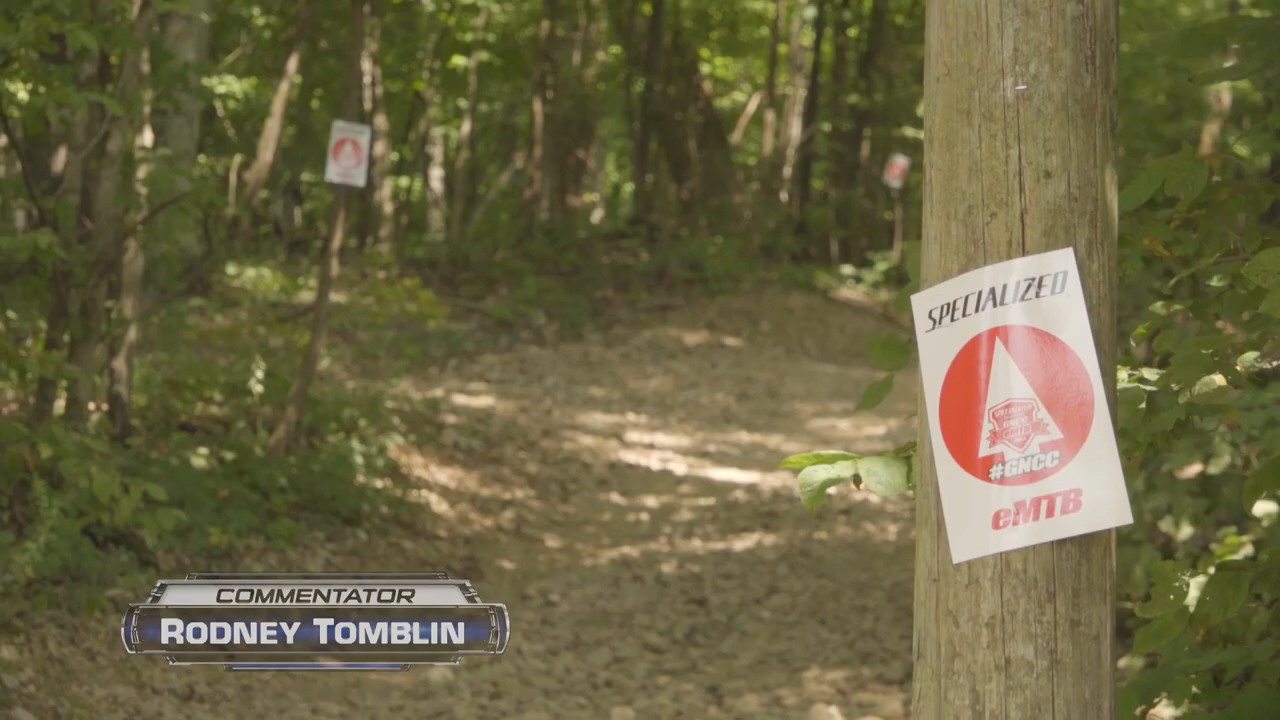 SPECIALIZED
#GNCC
eMTB
COMMENTATOR
RODNEY TOMBLIN